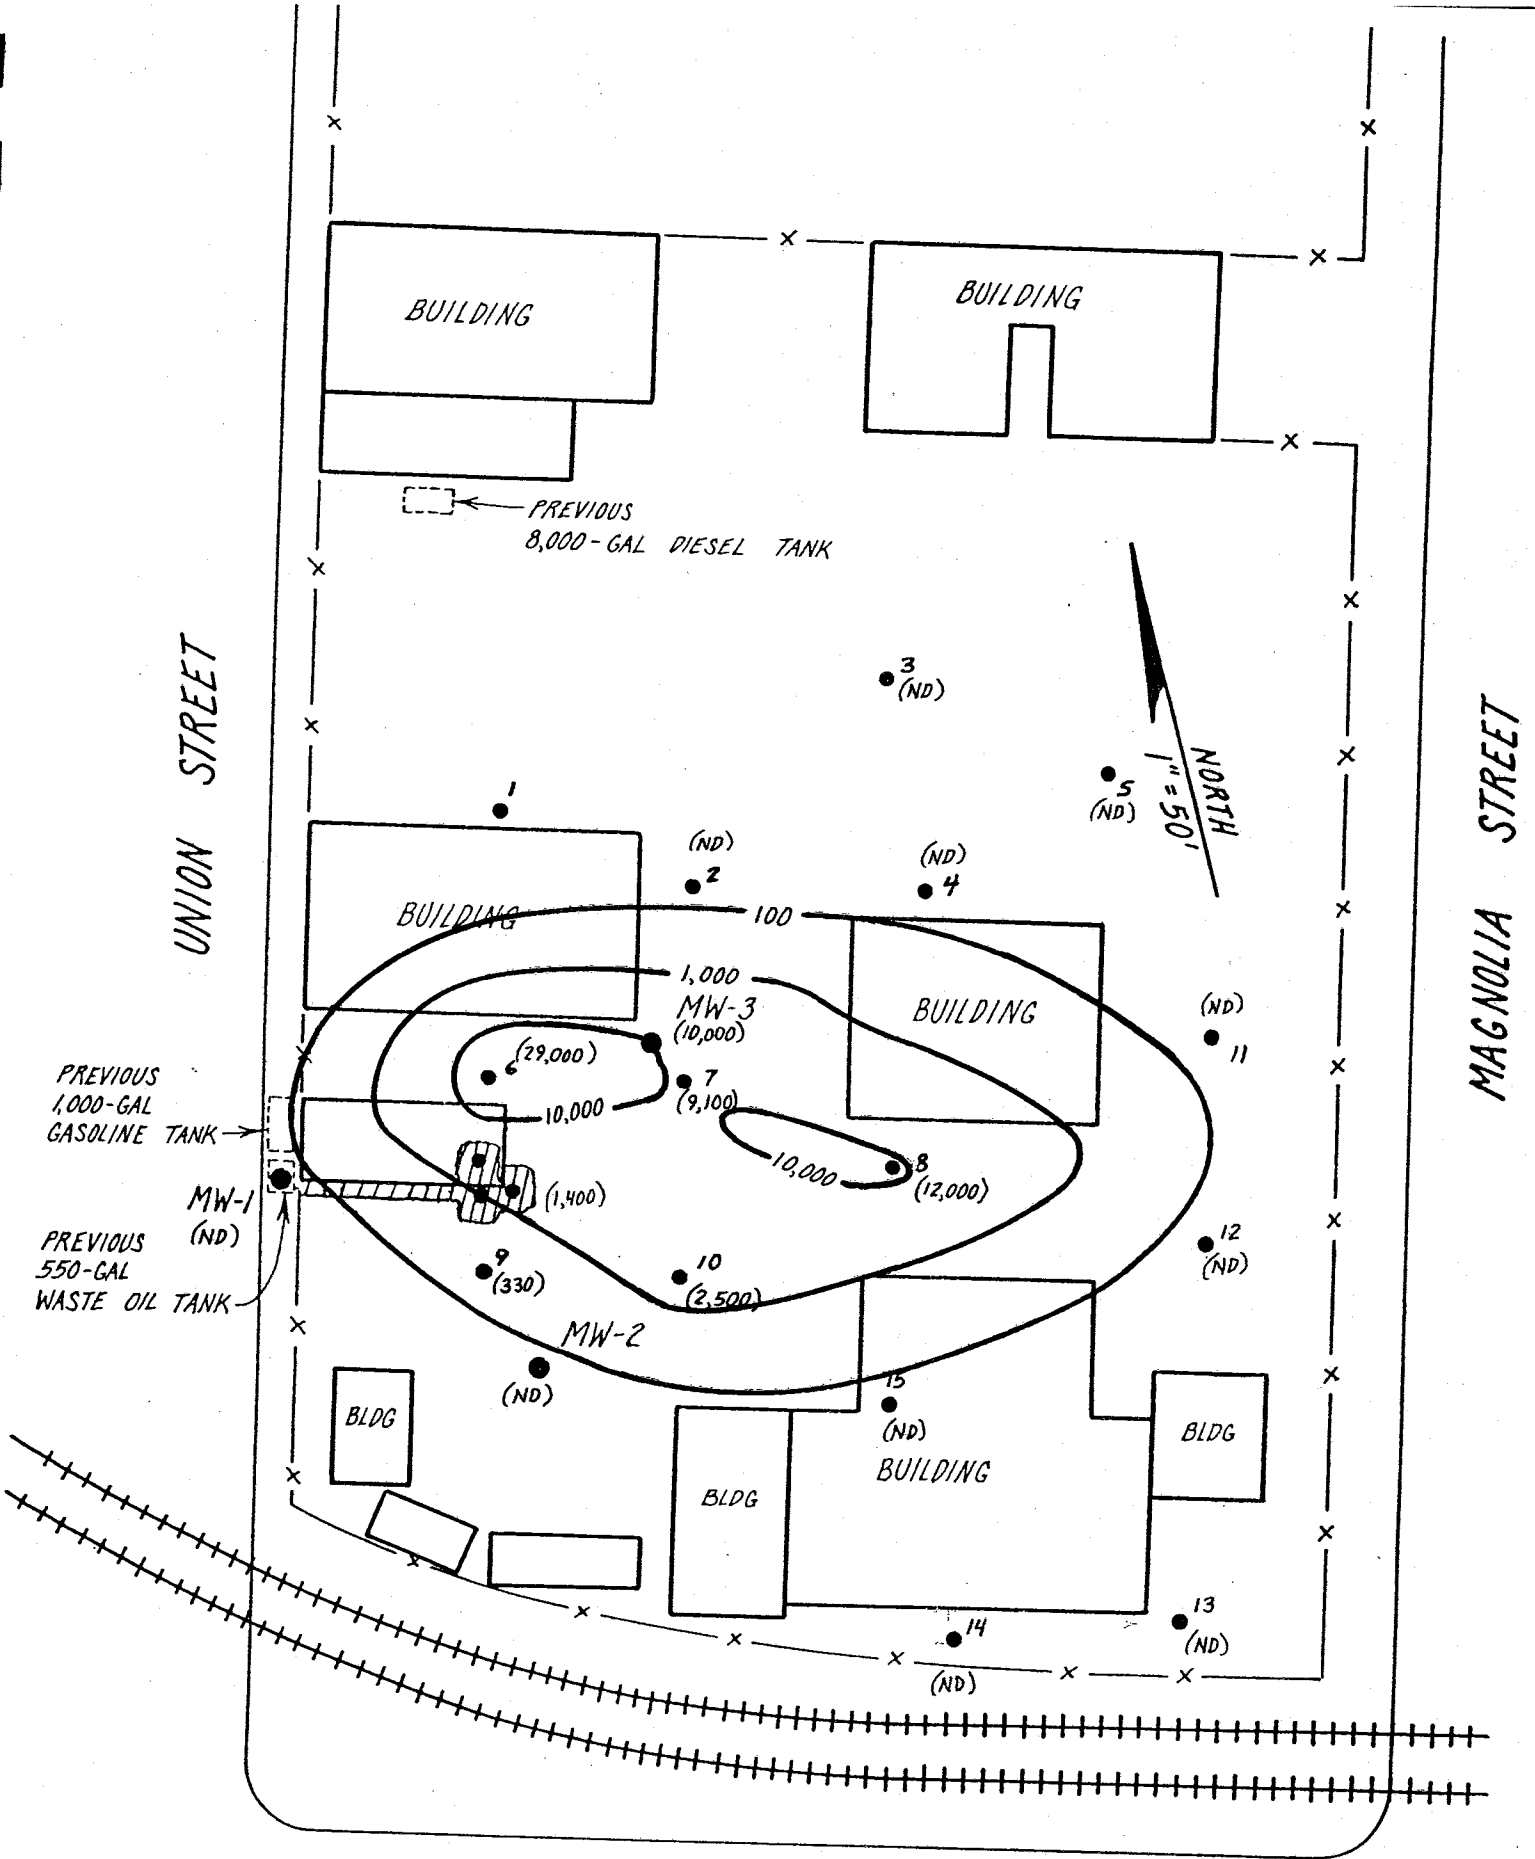 BUILDING
BUILDING
PREVIOUS
8,000-GAL DIESEL TANK
UNION STREET
MAGNOLIA STREET
NORTH
1" = 50'
3
(ND)
5
(ND)
1
(ND)
2
(ND)
4
BUILDING
100
1,000
MW-3
(10,000)
BUILDING
(ND)
11
(29,000)
6
7
(9,100)
10,000
PREVIOUS
1,000-GAL
GASOLINE TANK
10,000
8
(12,000)
MW-1
(ND)
(1,400)
PREVIOUS
550-GAL
WASTE OIL TANK
9
(330)
10
(2,500)
12
(ND)
MW-2
(ND)
15
(ND)
BLDG
BLDG
BUILDING
BLDG
13
(ND)
14
(ND)